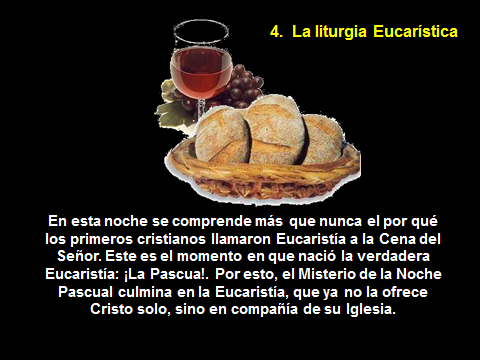 4. La liturgia Eucarística
En esta noche se comprende más que nunca el por qué
los primeros cristianos llamaron Eucaristía a la Cena del
Señor. Este es el momento en que nació la verdadera
Eucaristía: ¡La Pascua!. Por esto, el Misterio de la Noche
Pascual culmina en la Eucaristía, que ya no la ofrece
Cristo solo, sino en compañía de su Iglesia.